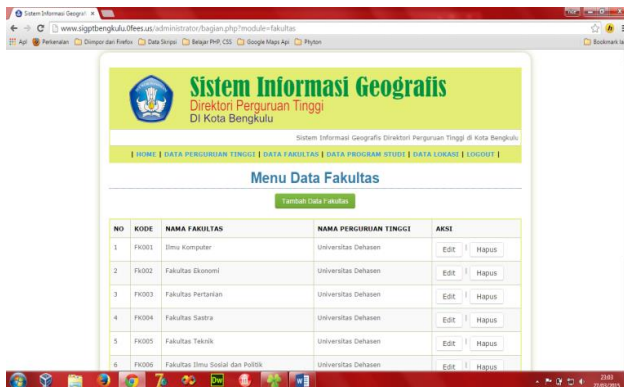 Sistem Informasi Geograf
www.sigptbengkulu.0fees.us/administrator/bagian.php?module=fakultas
Apl Perkenalan Diimpor dari Firefox Data Skripsi Belajar PHP, CSS Google Maps Api Phyton Bookmark la
Sistem Informasi Geografis
Direktori Perguruan Tinggi
DI Kota Bengkulu
Sistem Informasi Geografis Direktori Perguruan Tinggi di Kota Bengkulu
| HOME | DATA PERGURUAN TINGGI | DATA FAKULTAS | DATA PROGRAM STUDI | DATA LOKASI | LOGOUT |
Menu Data Fakultas
Tambah Data Fakultas
NO KODE NAMA FAKULTAS NAMA PERGURUAN TINGGI AKSI
1 FK001 Ilmu Komputer Universitas Dehasen Edit | Hapus
2 FK002 Fakultas Ekonomi Universitas Dehasen Edit | Hapus
3 FK003 Fakultas Pertanian Universitas Dehasen Edit | Hapus
4 FK004 Fakultas Sastra Universitas Dehasen Edit | Hapus
5 FK005 Fakultas Teknik Universitas Dehasen Edit | Hapus
6 FK006 Fakultas Ilmu Sosial dan Politik Universitas Dehasen Edit | Hapus
Dw
23:01
22/03/2015